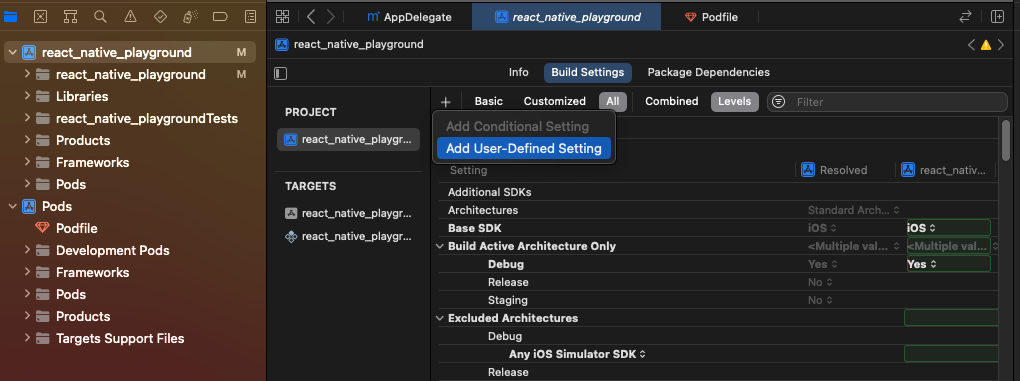 AppDelegate
react_native_playground
Podfile
react_native_playground M
react_native_playground M
Libraries
react_native_playgroundTests
Products
Frameworks
Pods
Pods
Podfile
Development Pods
Frameworks
Pods
Products
Targets Support Files
react_native_playground
Info
Build Settings
Package Dependencies
PROJECT
react_native_playgr...
TARGETS
react_native_playgr...
react_native_playgr...
+ Basic Customized All Combined Levels Filter
Add Conditional Setting
Add User-Defined Setting
Setting Resolved react_nativ...
Additional SDKs
Architectures Standard Arch...
Base SDK iOS iOS
Build Active Architecture Only <Multiple val... <Multiple val...
Debug Yes Yes
Release No
Staging No
Excluded Architectures
Debug
Any iOS Simulator SDK
Release